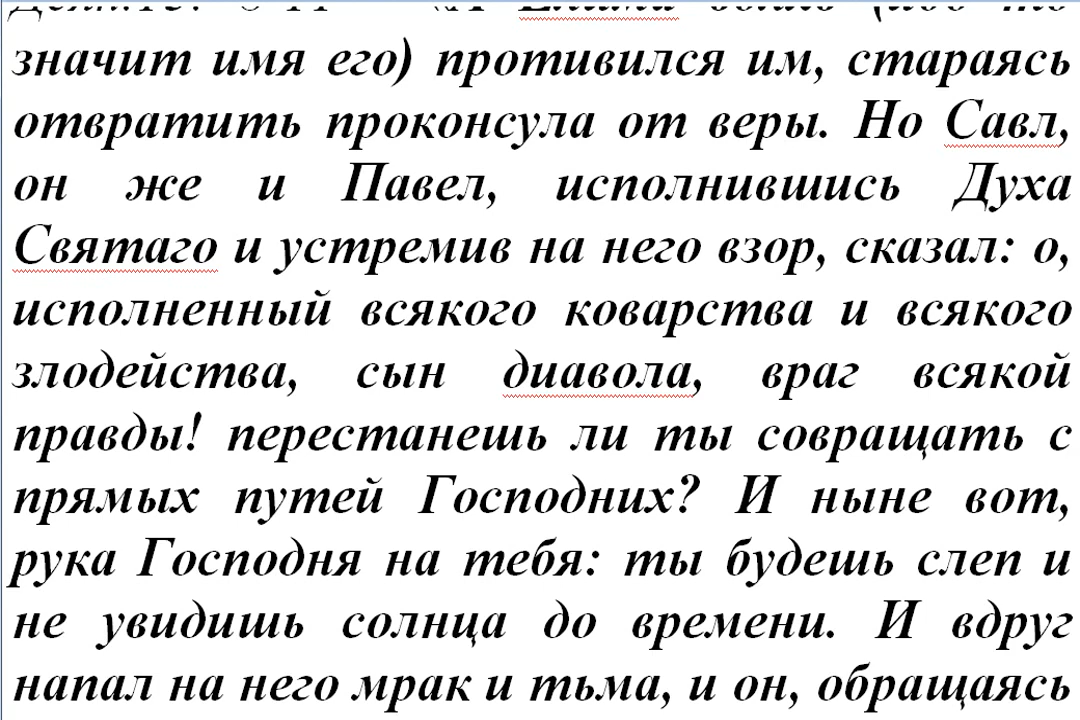 значит имя его) противился им, стараясь
отвратить проконсула от веры. Но Савл,
он же и Павел, исполнившись Духа
Святаго и устремив на него взор, сказал: о,
исполненный всякого коварства и всякого
злодейства, сын диавола, враг всякой
правды! перестанешь ли ты совращать с
прямых путей Господних? И ныне вот,
рука Господня на тебя: ты будешь слеп и
не увидишь солнца до времени. И вдруг
напал на него мрак и тьма, и он, обращаясь